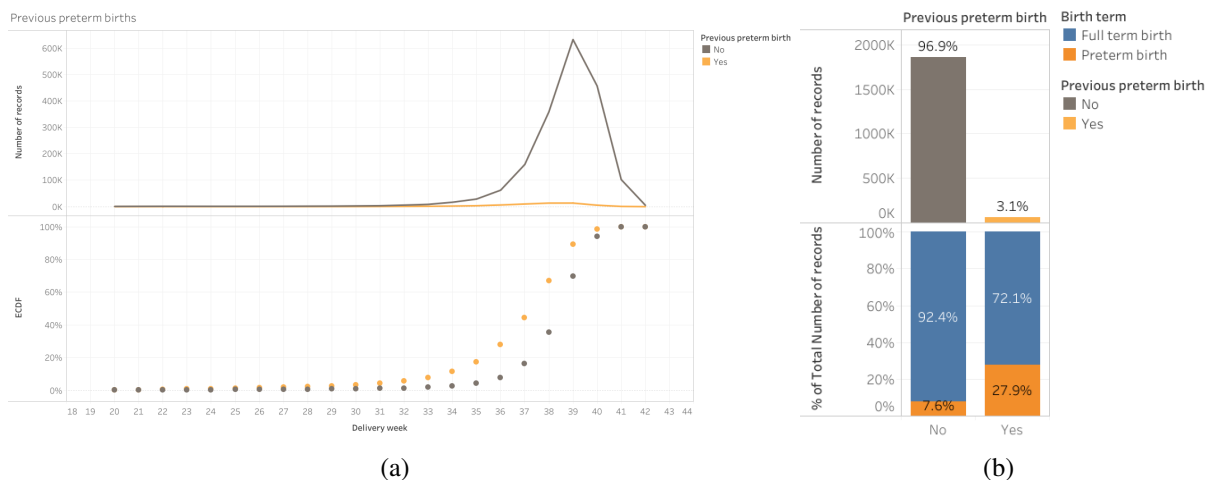 Previous preterm births
Number of records
600K
500K
400K
300K
200K
100K
0K
ECDF
100%
80%
60%
40%
20%
0%
18 19 20 21 22 23 24 25 26 27 28 29 30 31 32 33 34 35 36 37 38 39 40 41 42 43 44
Delivery week
Previous preterm birth
No
Yes
(a)
Previous preterm birth
Number of records
2000K
1500K
1000K
500K
0K
96.9%
3.1%
% of Total Number of records
100%
80%
60%
40%
20%
0%
92.4%
7.6%
72.1%
27.9%
No Yes
Birth term
Full term birth
Preterm birth
Previous preterm birth
No
Yes
(b)